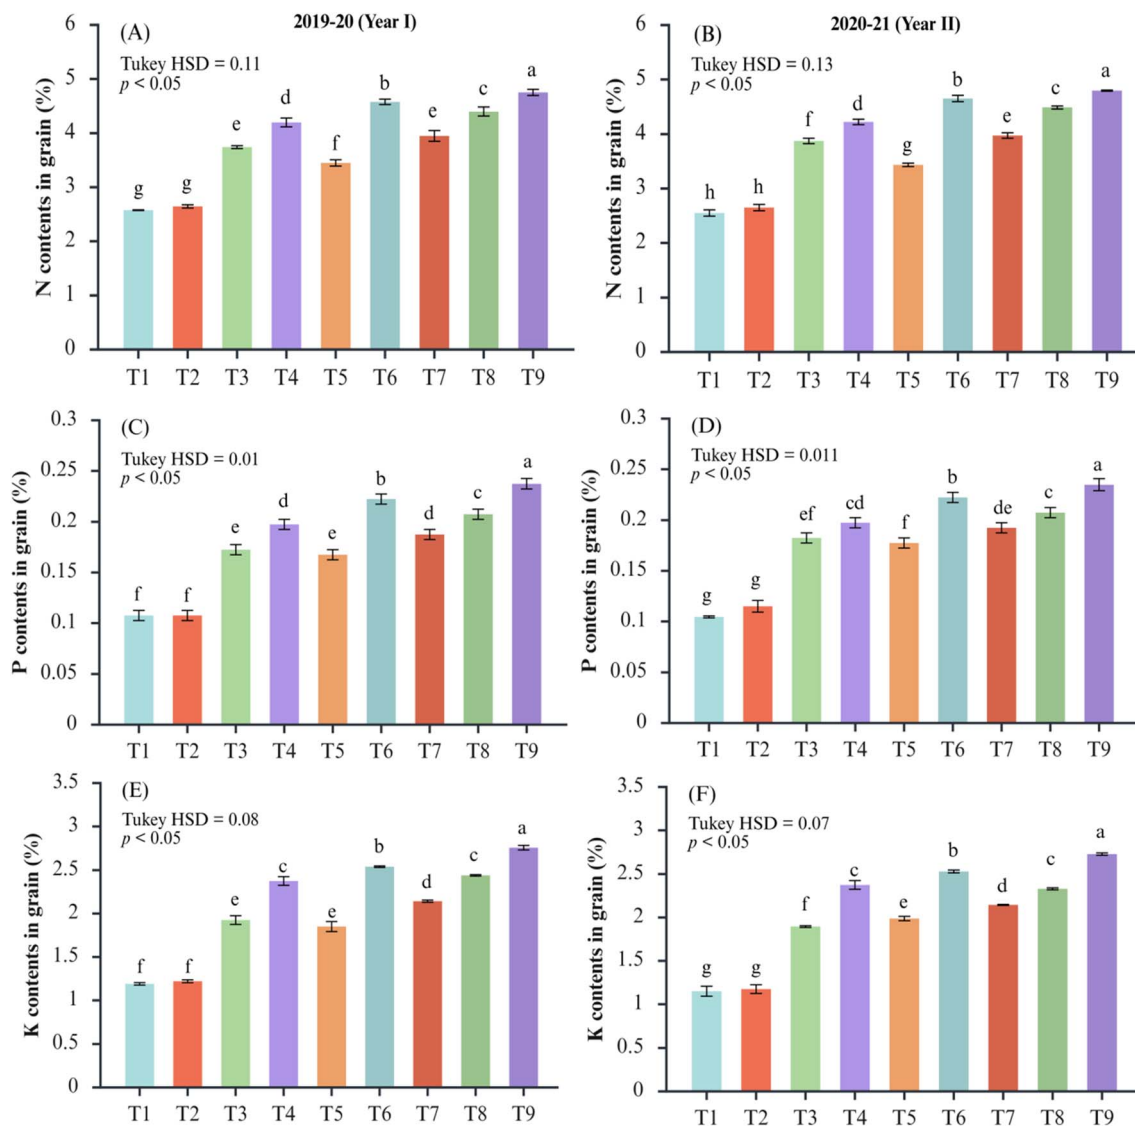 2019-20 (Year I)
(A)
Tukey HSD = 0.11
p < 0.05
N contents in grain (%)
6
5
4
3
2
1
0
g
g
e
d
f
b
e
c
a
T1 T2 T3 T4 T5 T6 T7 T8 T9
2020-21 (Year II)
(B)
Tukey HSD = 0.13
p < 0.05
N contents in grain (%)
6
5
4
3
2
1
0
h
h
f
d
g
b
e
c
a
T1 T2 T3 T4 T5 T6 T7 T8 T9
(C)
Tukey HSD = 0.01
p < 0.05
P contents in grain (%)
0.3
0.25
0.2
0.15
0.1
0.05
0
f
f
e
d
e
b
d
c
a
T1 T2 T3 T4 T5 T6 T7 T8 T9
(D)
Tukey HSD = 0.011
p < 0.05
P contents in grain (%)
0.3
0.25
0.2
0.15
0.1
0.05
0
g
g
ef
cd
f
b
de
c
a
T1 T2 T3 T4 T5 T6 T7 T8 T9
(E)
Tukey HSD = 0.08
p < 0.05
K contents in grain (%)
3.5
3
2.5
2
1.5
1
0.5
0
f
f
e
c
e
b
d
c
a
T1 T2 T3 T4 T5 T6 T7 T8 T9
(F)
Tukey HSD = 0.07
p < 0.05
K contents in grain (%)
3.5
3
2.5
2
1.5
1
0.5
0
g
g
f
c
e
b
d
c
a
T1 T2 T3 T4 T5 T6 T7 T8 T9